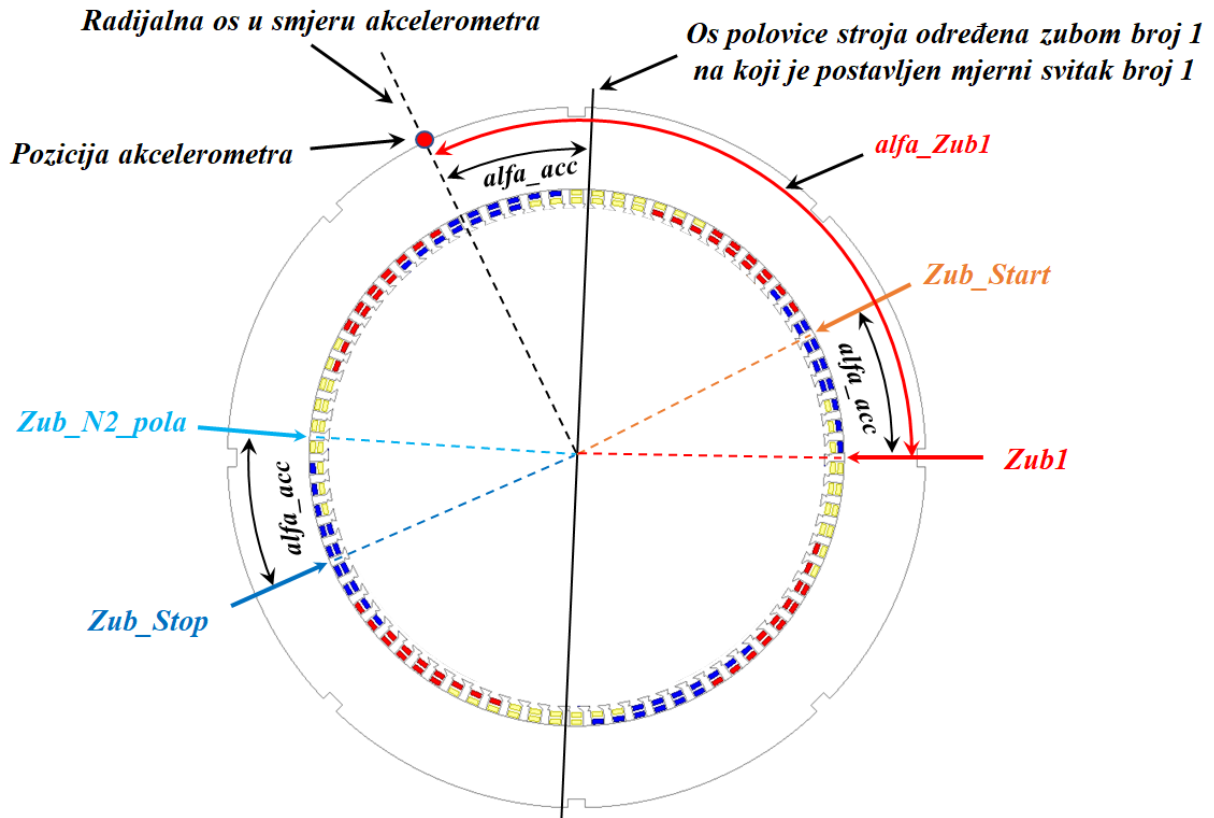 Radijalna os u smjeru akcelerometra
Os polovice stroja određena zubom broj 1
na koji je postavljen mjerni svitak broj 1
Pozicija akcelerometra
alfa_Zub1
alfa_acc
Zub_Start
alfa_acc
Zub_N2_pola
Zub1
alfa_acc
Zub_Stop